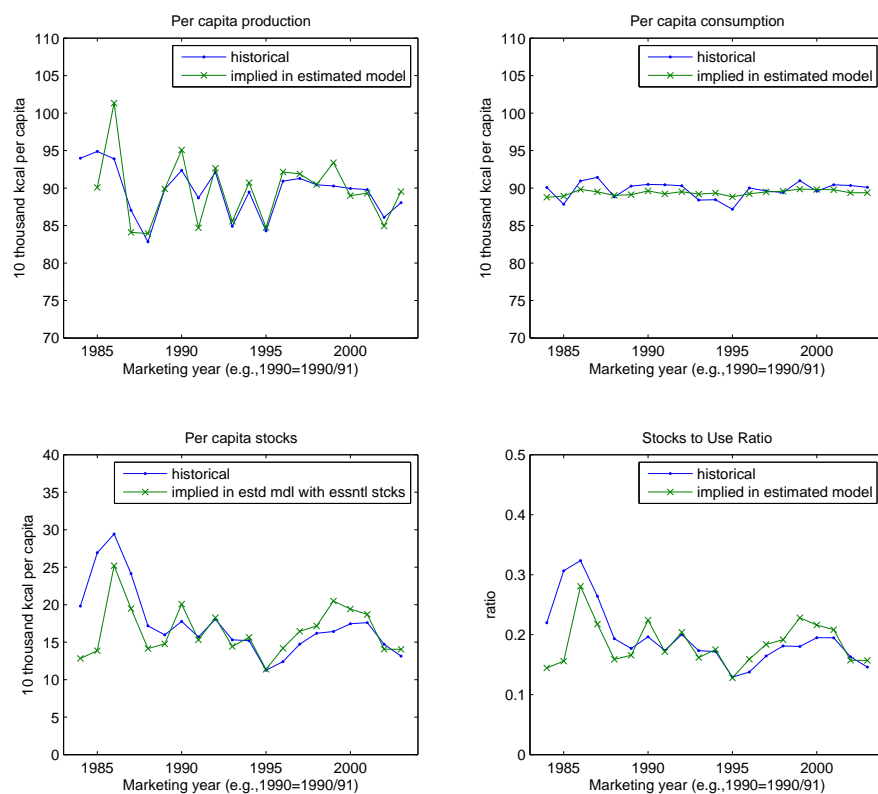 Per capita production
110
105
100
95
90
85
80
75
70
10 thousand kcal per capita
historical
implied in estimated model
1985
1990
1995
2000
Marketing year (e.g.,1990=1990/91)
Per capita consumption
110
105
100
95
90
85
80
75
70
10 thousand kcal per capita
historical
implied in estimated model
1985
1990
1995
2000
Marketing year (e.g.,1990=1990/91)
Per capita stocks
40
35
30
25
20
15
10
5
0
10 thousand kcal per capita
historical
implied in estd mdl with essntl stcks
1985
1990
1995
2000
Marketing year (e.g.,1990=1990/91)
Stocks to Use Ratio
0.5
0.4
0.3
0.2
0.1
0
ratio
historical
implied in estimated model
1985
1990
1995
2000
Marketing year (e.g.,1990=1990/91)